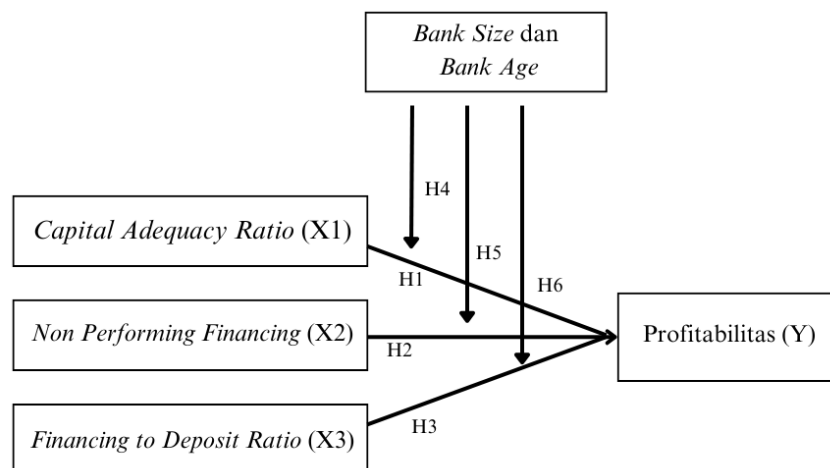 Bank Size dan
Bank Age
H4
Capital Adequacy Ratio (X1)
H5
H1
H6
Non Performing Financing (X2)
Profitabilitas (Y)
H2
H3
Financing to Deposit Ratio (X3)